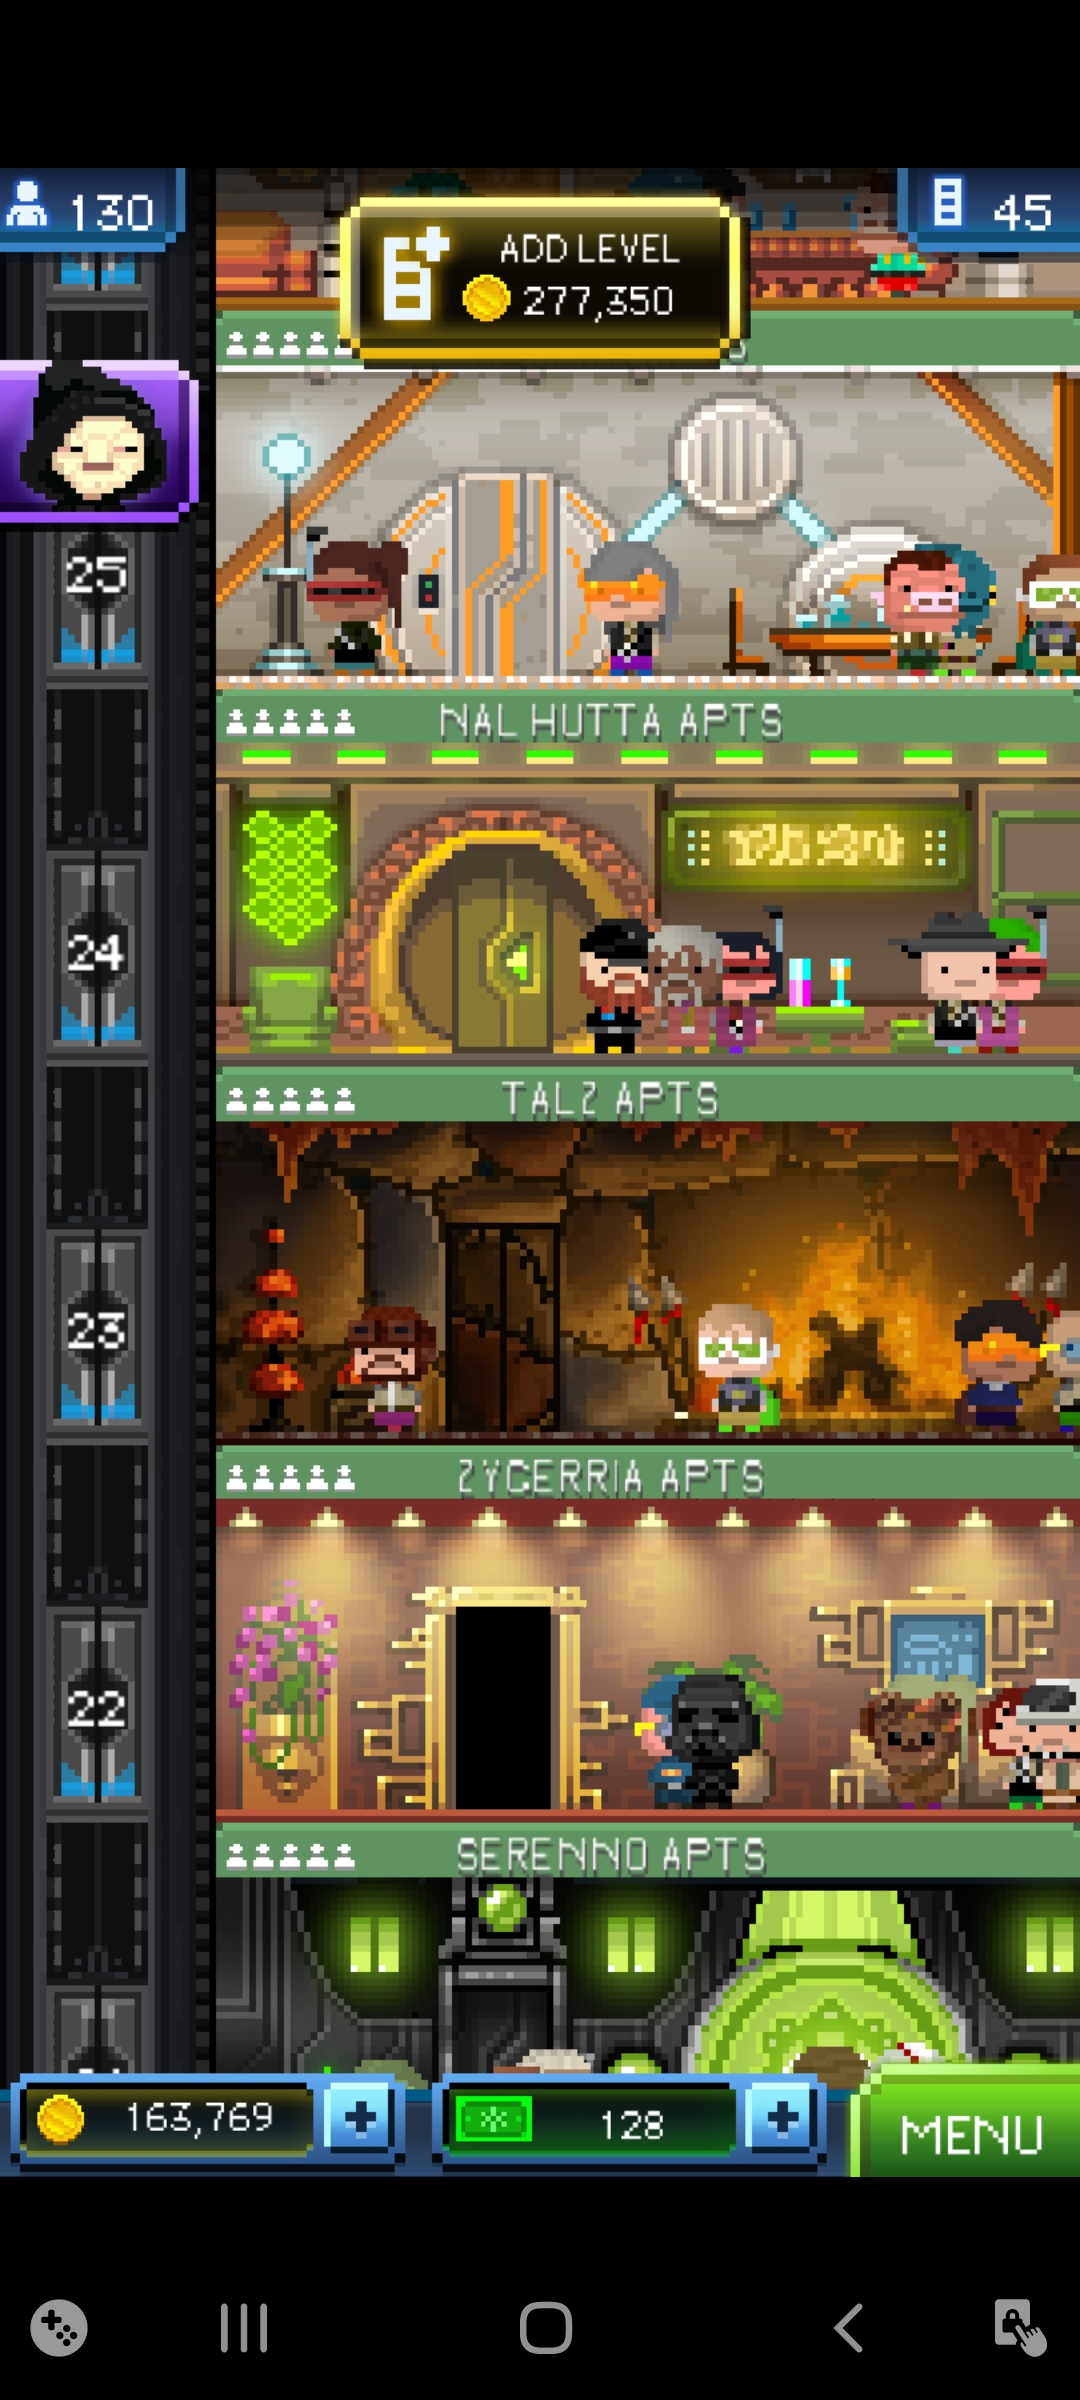 130
ADD LEVEL
277,350
45
25
NAL HUTTA APTS
24
TALZ APTS
23
ZYGERRIA APTS
22
SERENNO APTS
163,769
128
MENU